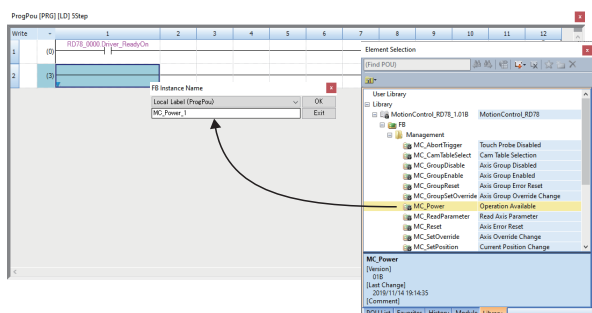 ProgPou [PRG] [LD] 5Step
Write
1 2 3 4 5 6 7 8 9 10 11 12
RD78_0000.Driver_ReadyOn
1 (0)
2 (3)
FB Instance Name
Local Label (ProgPou) OK
MC_Power_1 Exit
Element Selection
(Find POU)
User Library
Library
MotionControl_RD78_1.01B MotionControl_RD78
FB
Management
MC_AbortTrigger Touch Probe Disabled
MC_CamTableSelect Cam Table Selection
MC_GroupDisable Axis Group Disabled
MC_GroupEnable Axis Group Enabled
MC_GroupReset Axis Group Error Reset
MC_GroupSetOverride Axis Group Override Change
MC_Power Operation Available
MC_ReadParameter Read Axis Parameter
MC_Reset Axis Error Reset
MC_SetOverride Axis Override Change
MC_SetPosition Current Position Change
MC_Power
[Version]
01B
[Last Change]
2019/11/14 19:14:35
[Comment]
POU List Favorites History Module Library